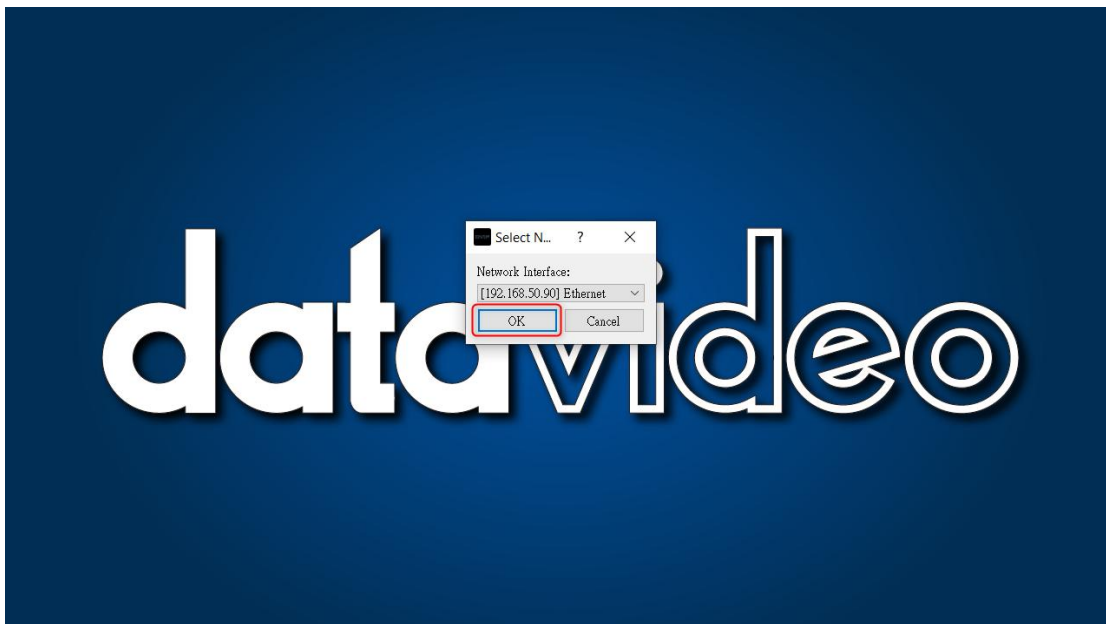 Select N... ?
Network Interface:
[192.168.50.90] Ethernet
OK Cancel
datavideo